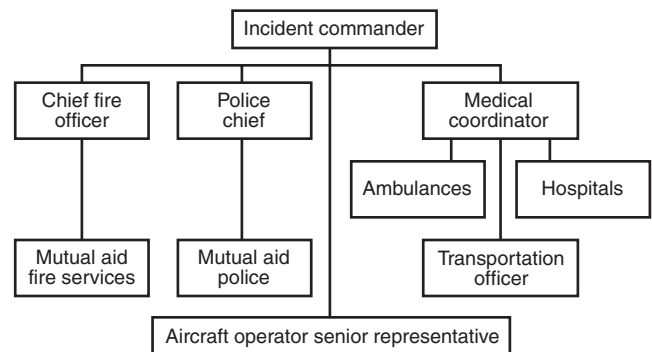 Incident commander
Chief fire
officer
Police
chief
Medical
coordinator
Ambulances
Hospitals
Mutual aid
fire services
Mutual aid
police
Transportation
officer
Aircraft operator senior representative